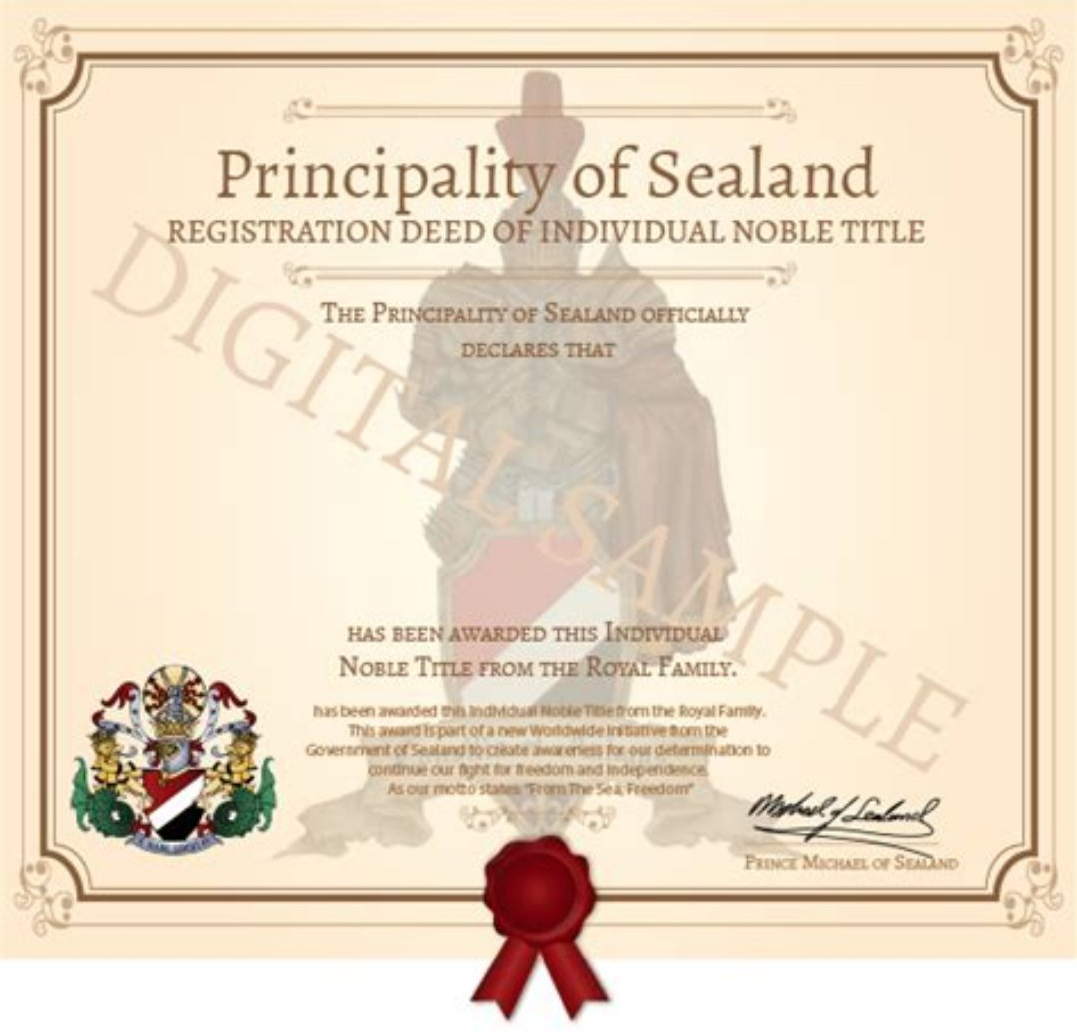 Principality of Sealand
REGISTRATION DEED OF INDIVIDUAL NOBLE TITLE
THE PRINCIPALITY OF SEALAND OFFICIALLY
DECLARES THAT
DIGITAL SAMPLE
HAS BEEN AWARDED THIS INDIVIDUAL
NOBLE TITLE FROM THE ROYAL FAMILY.
has been awarded this Individual Noble Title from the Royal Family.
This award is part of a new Worldwide Initiative from the
Government of Sealand to create awareness for our determination to
continue our fight for freedom and Independence.
As our motto states "From The Sea, Freedom"
Michael of Sealand
PRINCE MICHAEL OF SEALAND